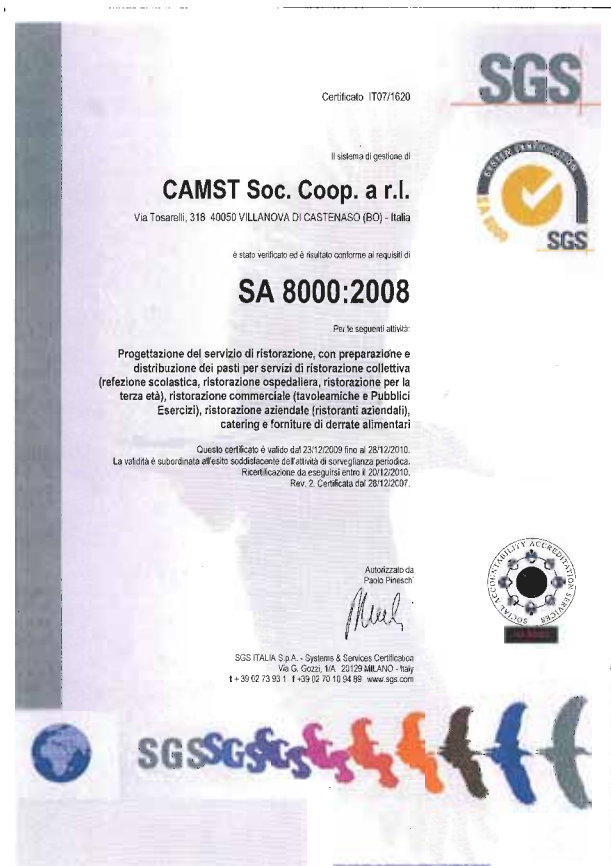 SGS
Certificato IT07/1620
Il sistema di gestione di
CAMST Soc. Coop. a r.l.
Via Tosarelli, 318 40050 VILLANOVA DI CASTENASO (BO) - Italia
SYSTEM CERTIFICATION
SA 8000
SGS
è stato verificato ed è risultato conforme ai requisiti di
SA 8000:2008
Per le seguenti attività:
Progettazione del servizio di ristorazione, con preparazione e
distribuzione dei pasti per servizi di ristorazione collettiva
(refezione scolastica, ristorazione ospedaliera, ristorazione per la
terza età), ristorazione commerciale (tavoleamiche e Pubblici
Esercizi), ristorazione aziendale (ristoranti aziendali),
catering e forniture di derrate alimentari
Questo certificato è valido dal 23/12/2009 fino al 28/12/2010.
La validità è subordinata all'esito soddisfacente dell'attività di sorveglianza periodica.
Ricertificazione da eseguirsi entro il 20/12/2010.
Rev. 2. Certificata dal 28/12/2007.
SOCIAL ACCOUNTABILITY ACCREDITATION SERVICES
Autorizzato da
Paolo Pineschi
SGS ITALIA S.p.A. - Systems & Services Certification
Via G. Gozzi, 1/A 20129 MILANO - Italy
t + 39 02 73 93 1 f +39 02 70 10 94 89 www.sgs.com
SGSSGSSGS